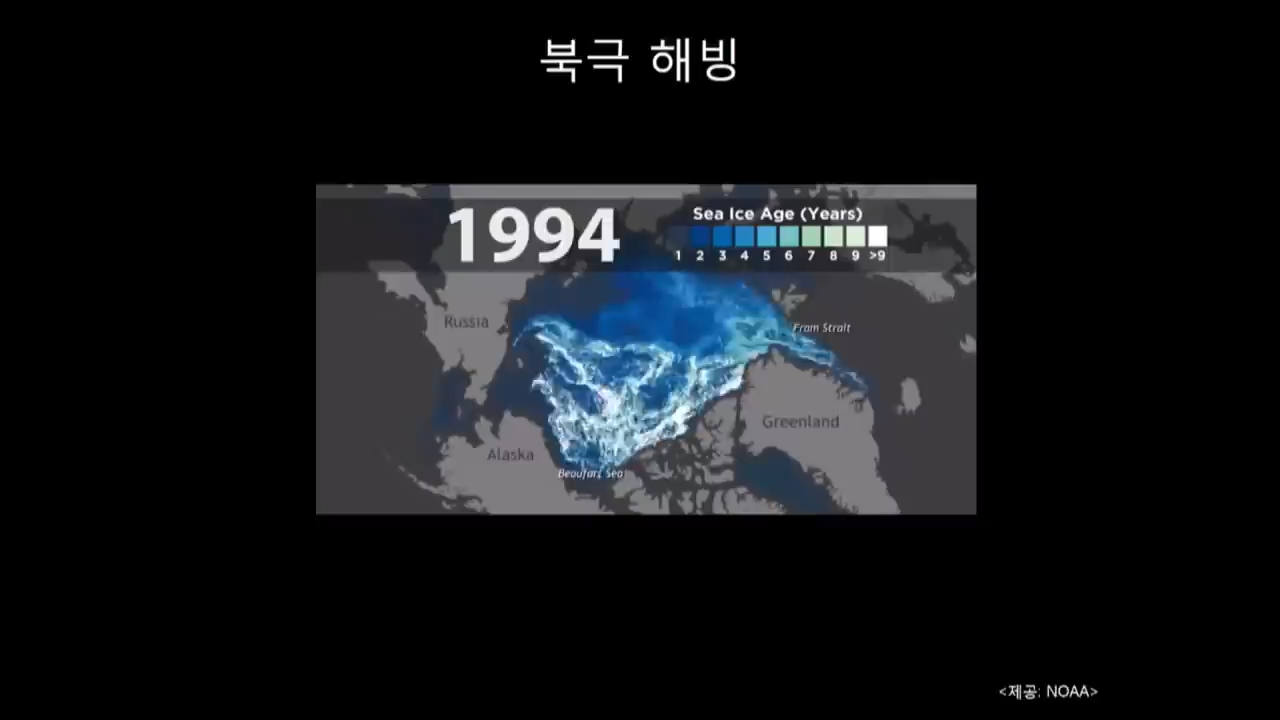 북극 해빙
1994
Sea Ice Age (Years)
1 2 3 4 5 6 7 8 9 >9
Russia
Fram Strait
Greenland
Alaska
Beaufort Sea
<제공: NOAA>